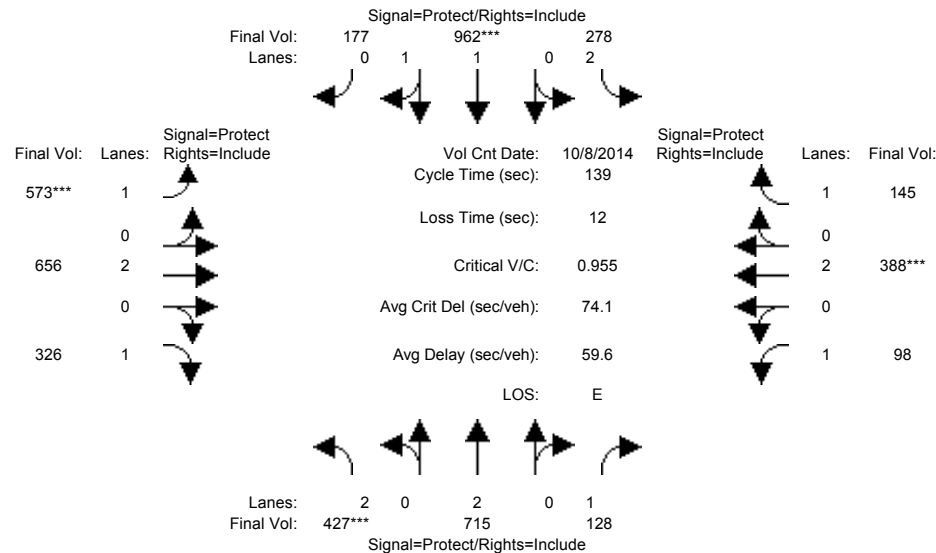 Signal=Protect/Rights=Include
Final Vol: 177 962*** 278
Lanes: 0 1 1 0 2
Signal=Protect Signal=Protect
Final Vol: Lanes: Rights=Include Vol Cnt Date: 10/8/2014 Rights=Include Lanes: Final Vol:
Cycle Time (sec): 139
573*** 1 1 145
Loss Time (sec): 12
0 0
656 2 Critical V/C: 0.955 2 388***
0 Avg Crit Del (sec/veh): 74.1 0
326 1 Avg Delay (sec/veh): 59.6 1 98
LOS: E
Lanes: 2 0 2 0 1
Final Vol: 427*** 715 128
Signal=Protect/Rights=Include